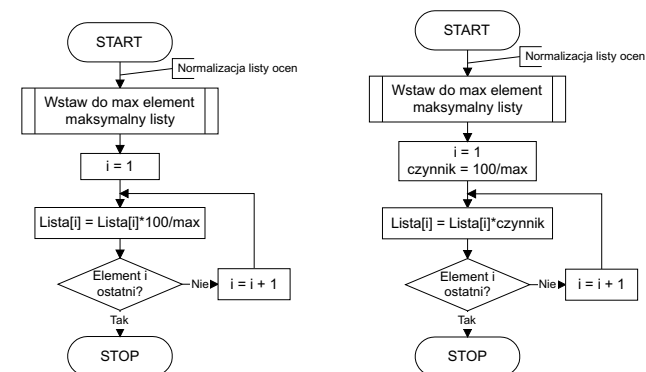 START
Normalizacja listy ocen
Wstaw do max element
maksymalny listy
i = 1
Lista[i] = Lista[i]*100/max
Element i
ostatni?
Nie
i = i + 1
Tak
STOP
START
Normalizacja listy ocen
Wstaw do max element
maksymalny listy
i = 1
czynnik = 100/max
Lista[i] = Lista[i]*czynnik
Element i
ostatni?
Nie
i = i + 1
Tak
STOP